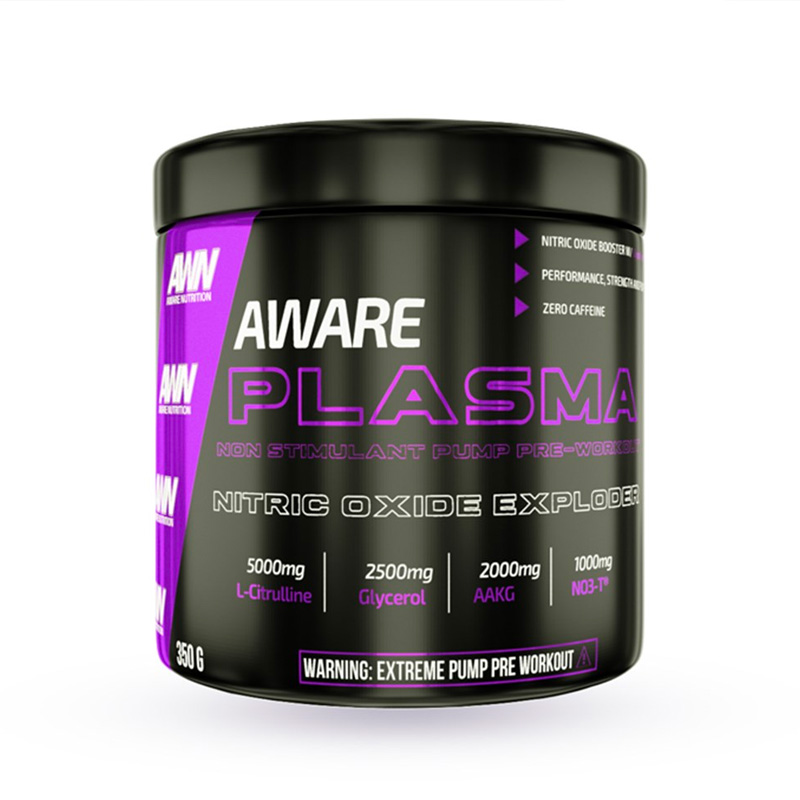 AWN
AWARE NUTRITION
AWN
AWARE NUTRITION
AWN
AWN
NITRIC OXIDE BOOSTER W/
PERFORMANCE, STRENGTH
ZERO CAFFEINE
AWARE
PLASMA
NON STIMULANT PUMP PRE-WORKOUT
NITRIC OXIDE EXPLODER
5000mg
L-Citrulline
2500mg
Glycerol
2000mg
AAKG
1000mg
NO3-T®
350 G
WARNING: EXTREME PUMP PRE WORKOUT